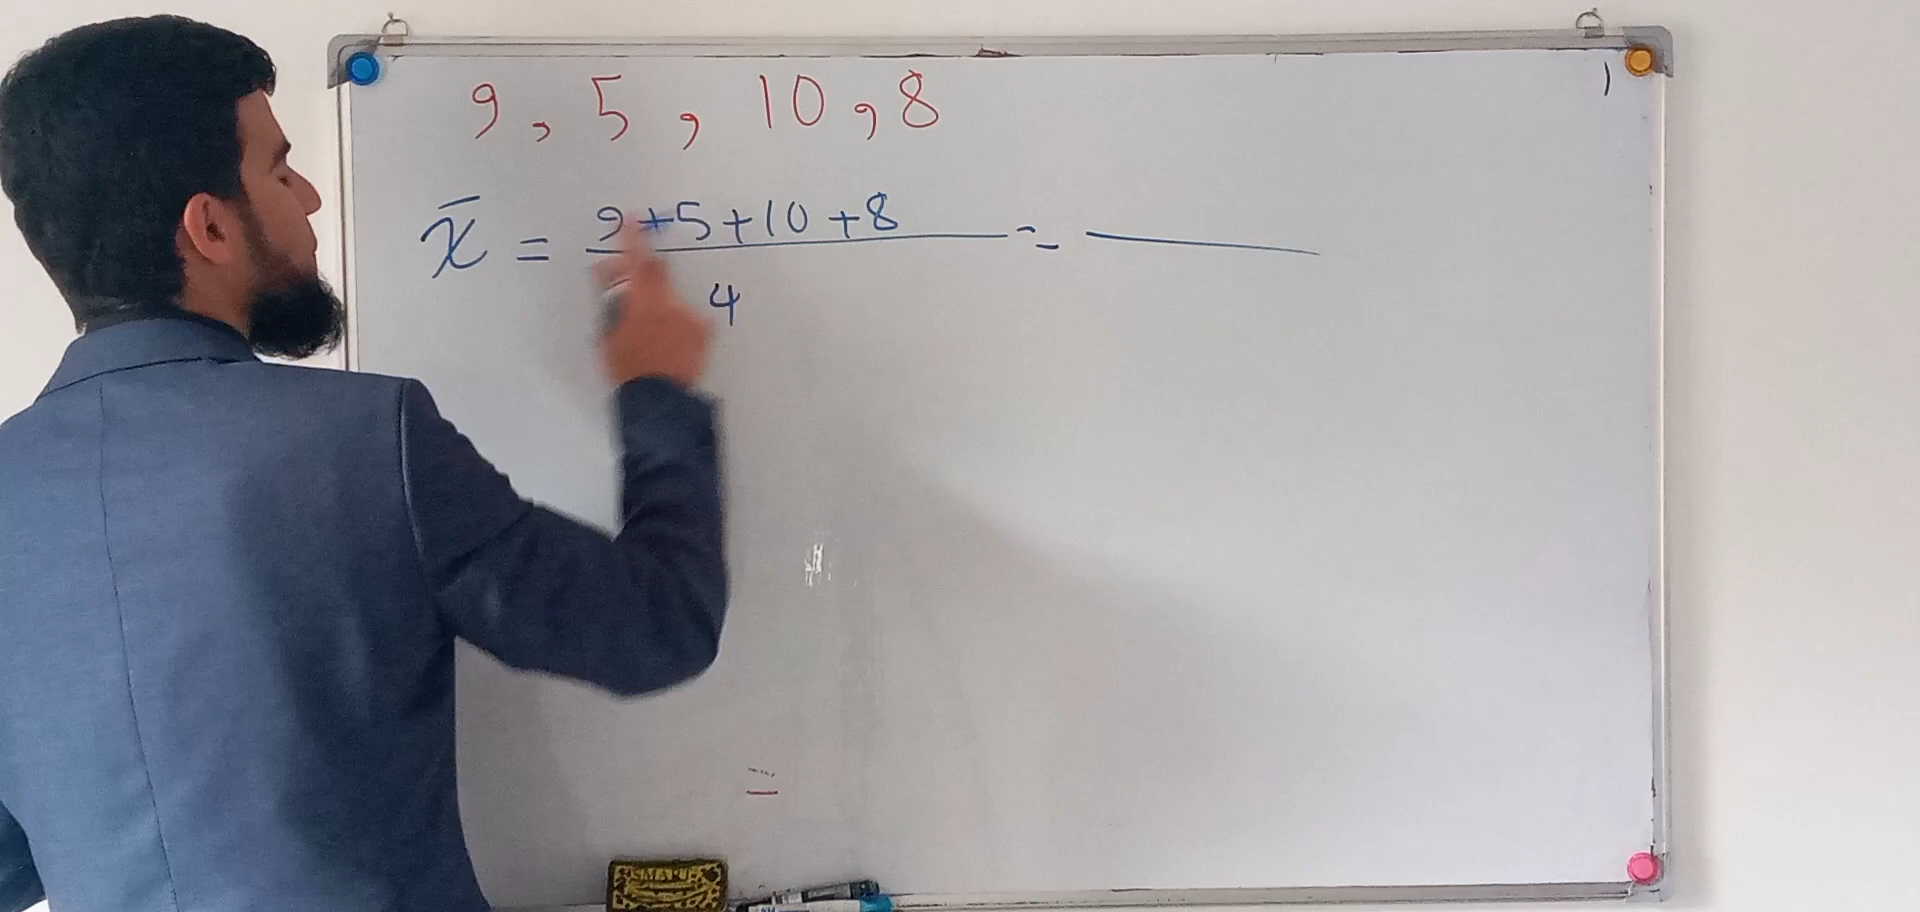 9, 5, 10, 8
x̄ = 9+5+10+8 / 4 = ———
=